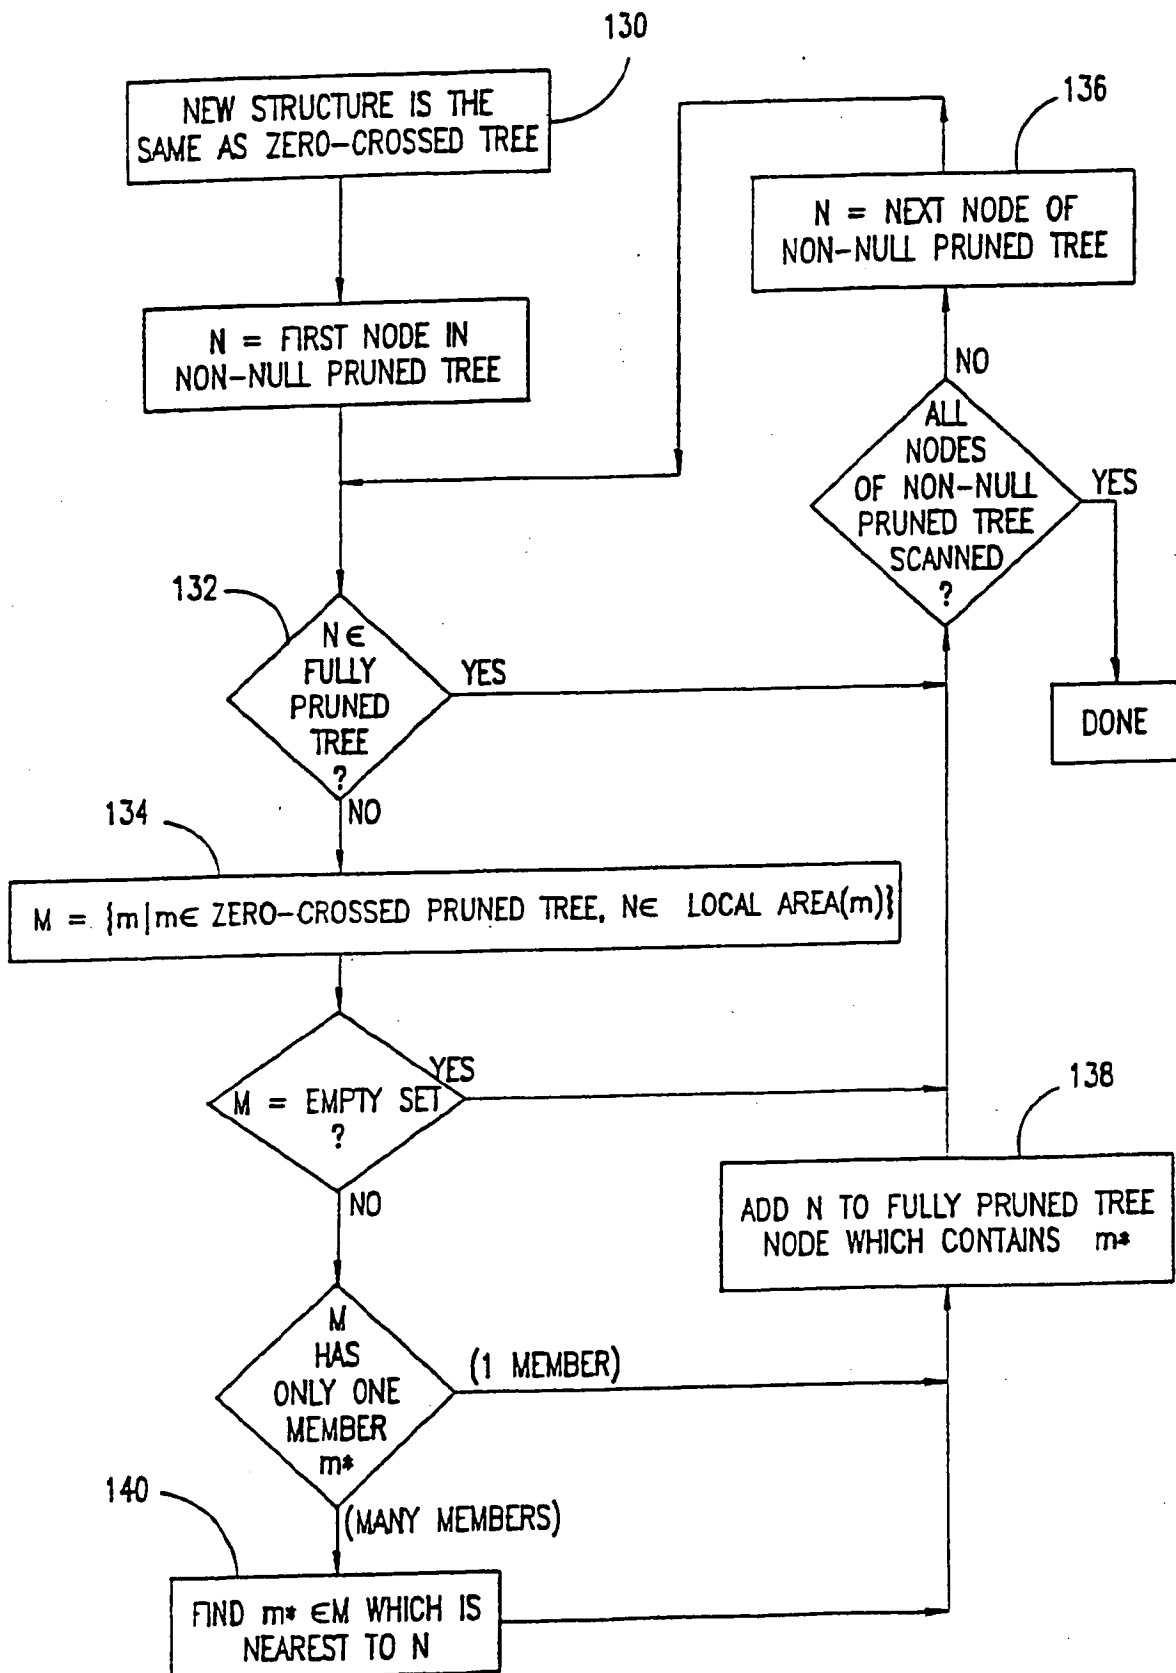 130
NEW STRUCTURE IS THE
SAME AS ZERO-CROSSED TREE
136
N = NEXT NODE OF
NON-NULL PRUNED TREE
N = FIRST NODE IN
NON-NULL PRUNED TREE
NO
ALL
NODES
OF NON-NULL
PRUNED TREE
SCANNED
?
YES
DONE
132
N∈
FULLY
PRUNED
TREE
?
YES
NO
134
M = {m|m∈ ZERO-CROSSED PRUNED TREE, N∈ LOCAL AREA(m)}
M = EMPTY SET
?
YES
NO
138
ADD N TO FULLY PRUNED TREE
NODE WHICH CONTAINS m*
M
HAS
ONLY ONE
MEMBER
m*
(1 MEMBER)
(MANY MEMBERS)
140
FIND m* ∈M WHICH IS
NEAREST TO N